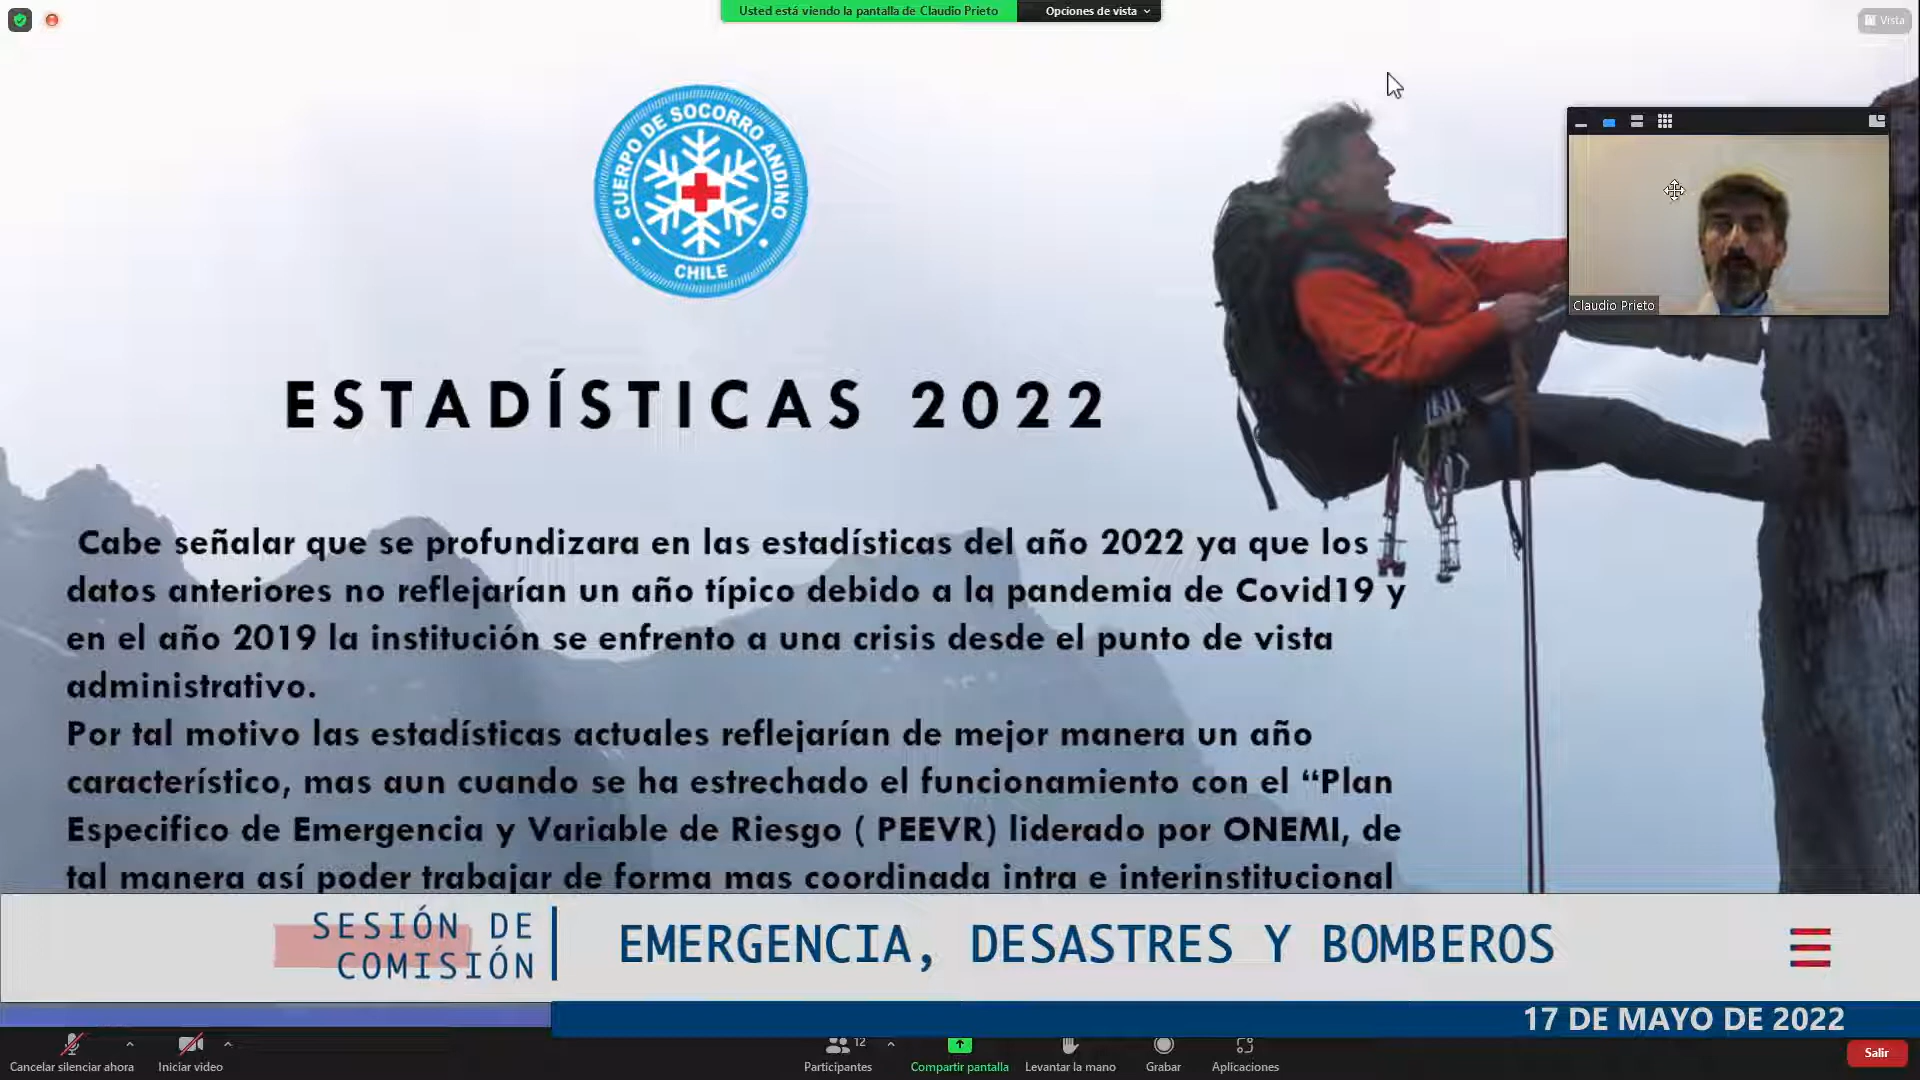 Usted está viendo la pantalla de Claudio Prieto
Opciones de vista
Vista
CUERPO DE SOCORRO ANDINO
CHILE
Claudio Prieto
ESTADÍSTICAS 2022
Cabe señalar que se profundizara en las estadísticas del año 2022 ya que los
datos anteriores no reflejarían un año típico debido a la pandemia de Covid19 y
en el año 2019 la institución se enfrento a una crisis desde el punto de vista
administrativo.
Por tal motivo las estadísticas actuales reflejarían de mejor manera un año
característico, mas aun cuando se ha estrechado el funcionamiento con el “Plan
Especifico de Emergencia y Variable de Riesgo ( PEEVR) liderado por ONEMI, de
tal manera así poder trabajar de forma mas coordinada intra e interinstitucional
SESIÓN DE
COMISIÓN
EMERGENCIA, DESASTRES Y BOMBEROS
17 DE MAYO DE 2022
Cancelar silenciar ahora
Iniciar video
12
Participantes
Compartir pantalla
Levantar la mano
Grabar
Aplicaciones
Salir